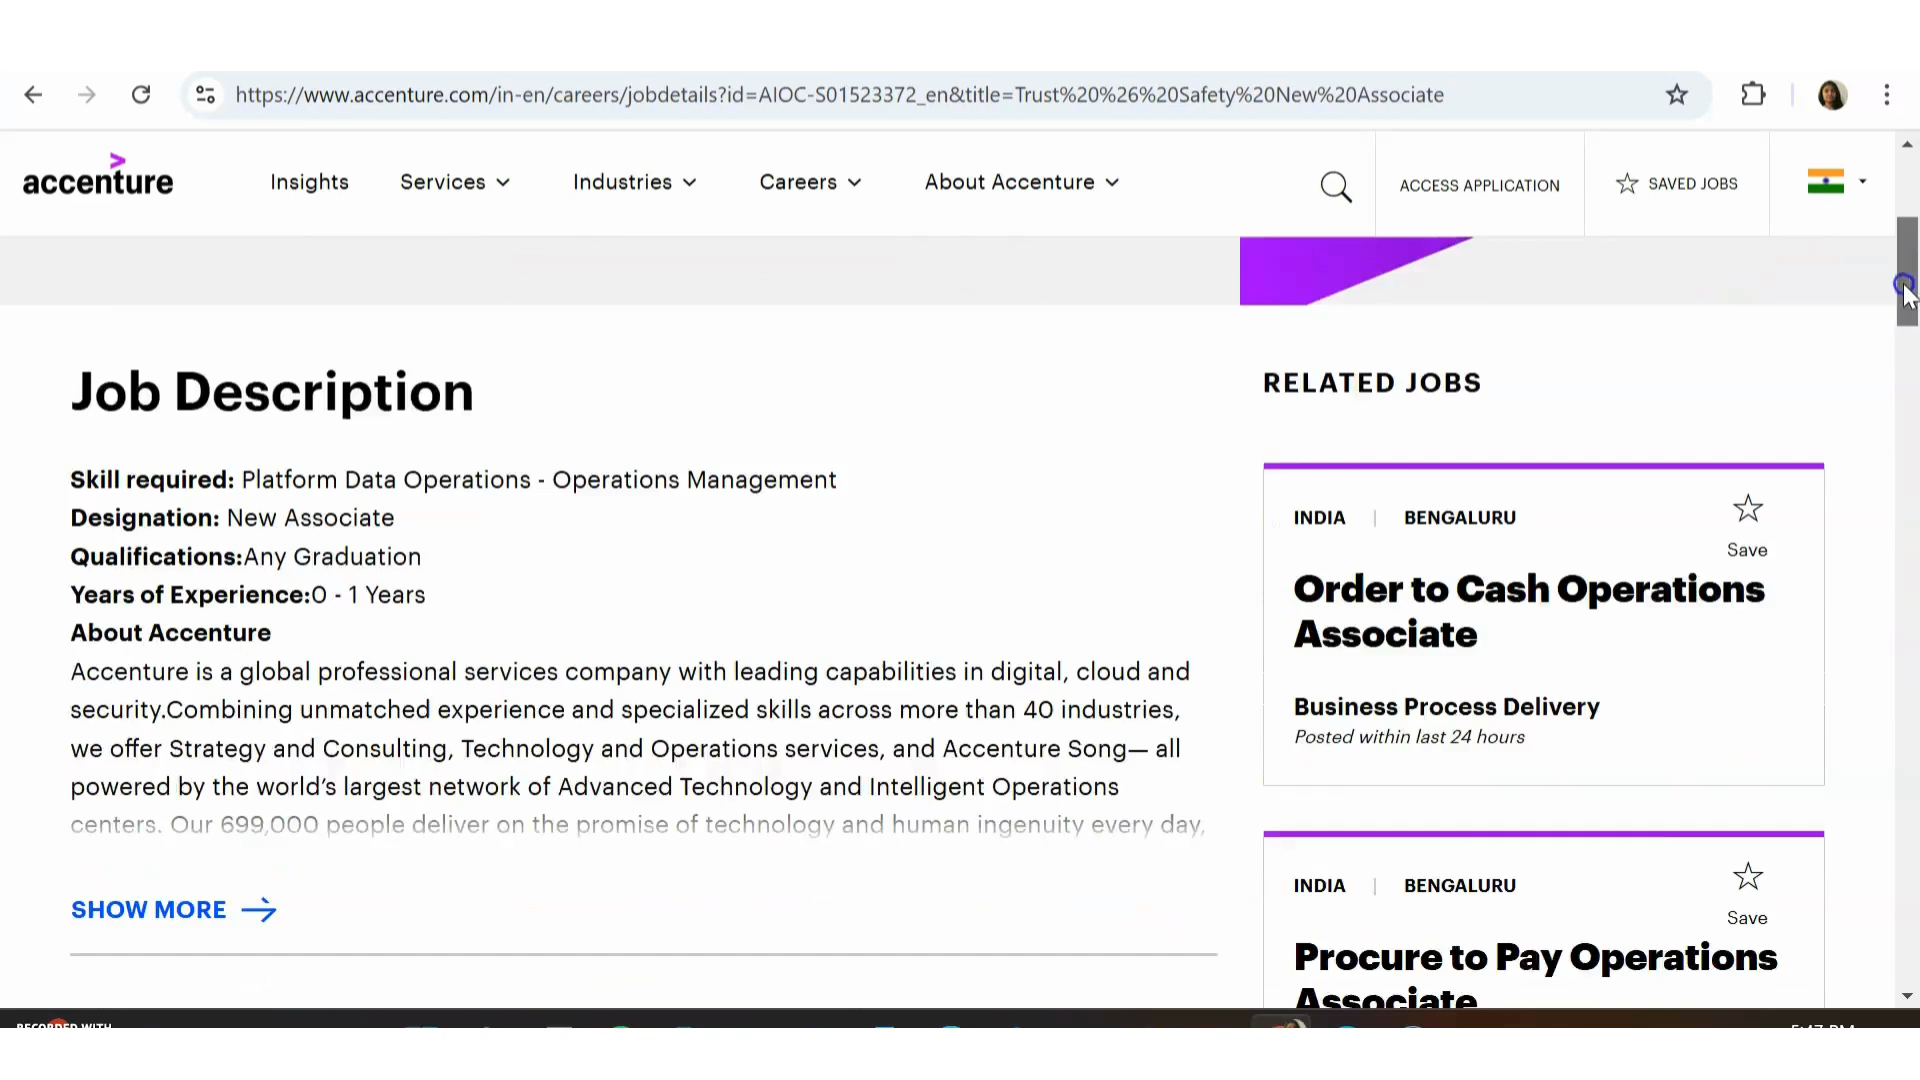 https://www.accenture.com/in-en/careers/jobdetails?id=AIOC-S01523372_en&title=Trust%20%26%20Safety%20New%20Associate
accenture
Insights
Services
Industries
Careers
About Accenture
ACCESS APPLICATION
SAVED JOBS
Job Description
Skill required: Platform Data Operations - Operations Management
Designation: New Associate
Qualifications:Any Graduation
Years of Experience:0 - 1 Years
About Accenture
Accenture is a global professional services company with leading capabilities in digital, cloud and
security.Combining unmatched experience and specialized skills across more than 40 industries,
we offer Strategy and Consulting, Technology and Operations services, and Accenture Song— all
powered by the world’s largest network of Advanced Technology and Intelligent Operations
centers. Our 699,000 people deliver on the promise of technology and human ingenuity every day,
SHOW MORE
RELATED JOBS
INDIA | BENGALURU
Save
Order to Cash Operations
Associate
Business Process Delivery
Posted within last 24 hours
INDIA | BENGALURU
Save
Procure to Pay Operations
Associate
RECORDED WITH
5:47 PM